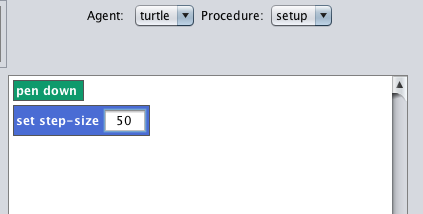 Agent: turtle Procedure: setup
pen down
set step-size 50